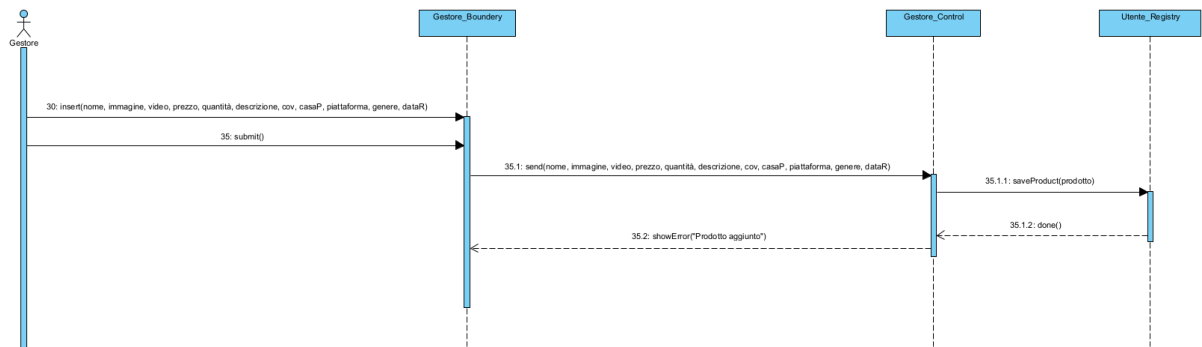 Gestore
Gestore_Boundery
Gestore_Control
Utente_Registry
30: insert(nome, immagine, video, prezzo, quantità, descrizione, cov, casaP, piattaforma, genere, dataR)
35: submit()
35.1: send(nome, immagine, video, prezzo, quantità, descrizione, cov, casaP, piattaforma, genere, dataR)
35.1.1: saveProduct(prodotto)
35.1.2: done()
35.2: showError("Prodotto aggiunto")